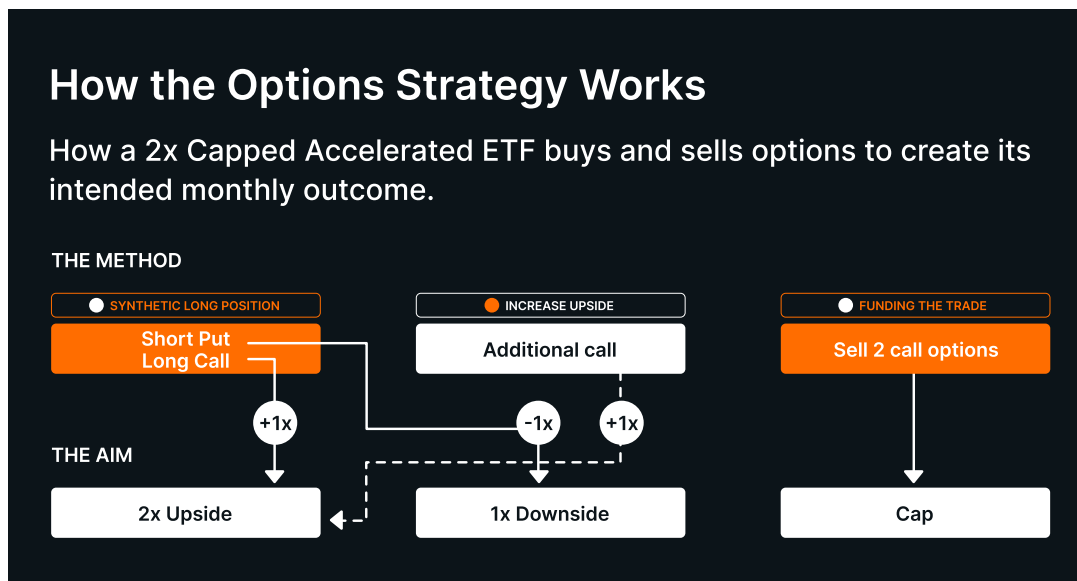 How the Options Strategy Works
How a 2x Capped Accelerated ETF buys and sells options to create its
intended monthly outcome.
THE METHOD
SYNTHETIC LONG POSITION
Short Put
Long Call
INCREASE UPSIDE
Additional call
FUNDING THE TRADE
Sell 2 call options
+1x
-1x
+1x
THE AIM
2x Upside
1x Downside
Cap